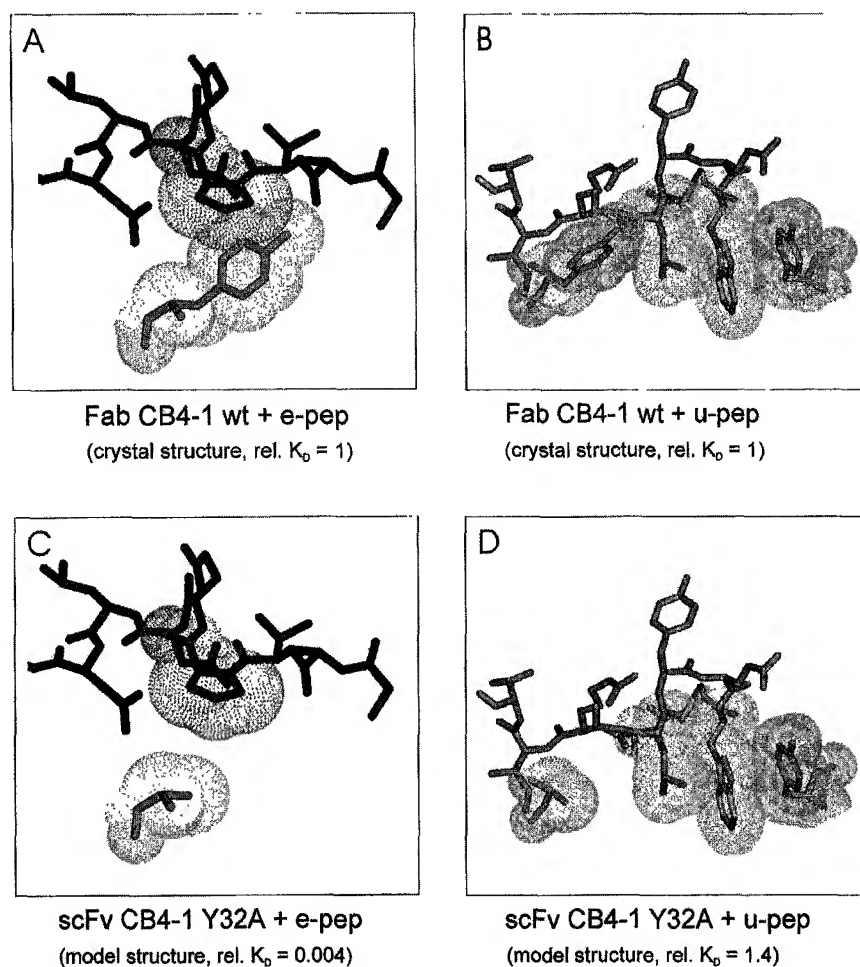 A
B
Fab CB4-1 wt + e-pep
(crystal structure, rel. K_D = 1)
Fab CB4-1 wt + u-pep
(crystal structure, rel. K_D = 1)
C
D
scFv CB4-1 Y32A + e-pep
(model structure, rel. K_D = 0.004)
scFv CB4-1 Y32A + u-pep
(model structure, rel. K_D = 1.4)